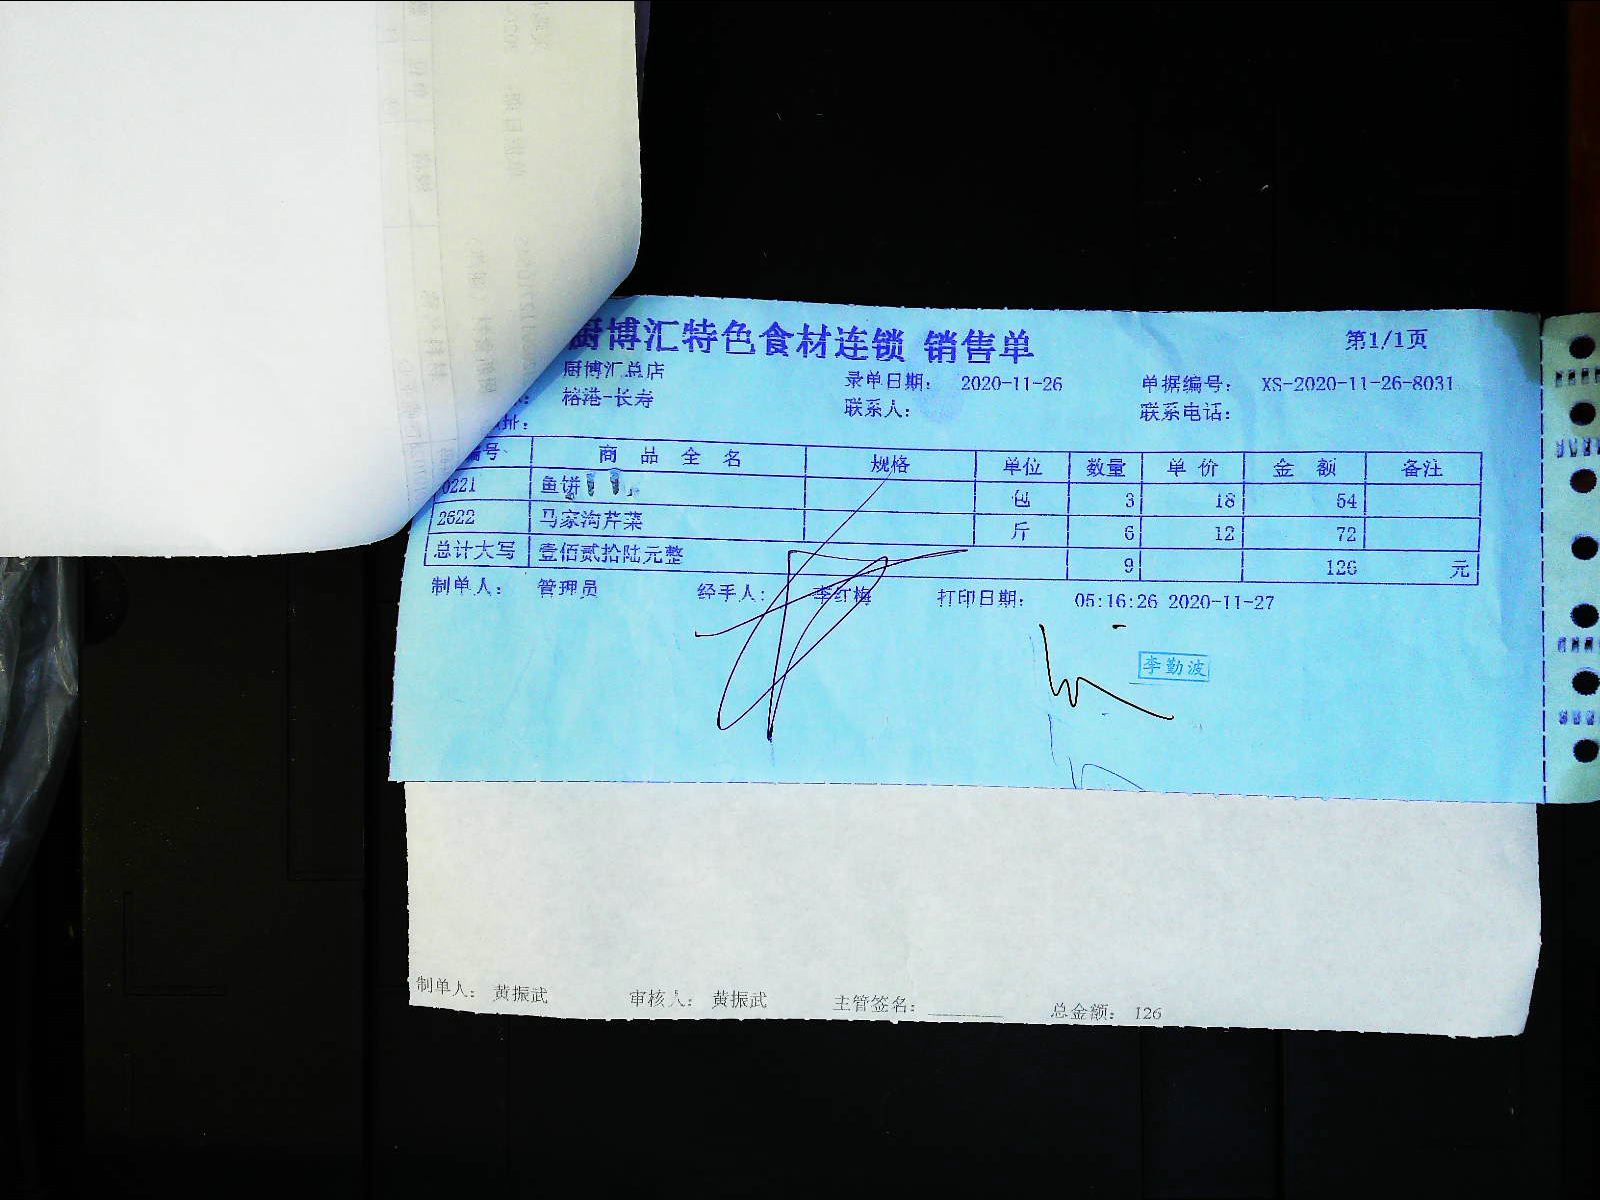 厨博汇特色食材连锁 销售单 第1/1页
厨博汇总店 录单日期: 2020-11-26 单据编号: XS-2020-11-26-8031
榕港-长寿 联系人: 联系电话:
址:
编号 商品全名 规格 单位 数量 单价 金额 备注
0221 鱼饼 包 3 18 54
2622 马家沟芹菜 斤 6 12 72
总计大写 壹佰贰拾陆元整 9 126 元
制单人: 管理员 经手人: 李红梅 打印日期: 05:16:26 2020-11-27
李勤波
制单人: 黄振武 审核人: 黄振武 主管签名: 总金额: 126